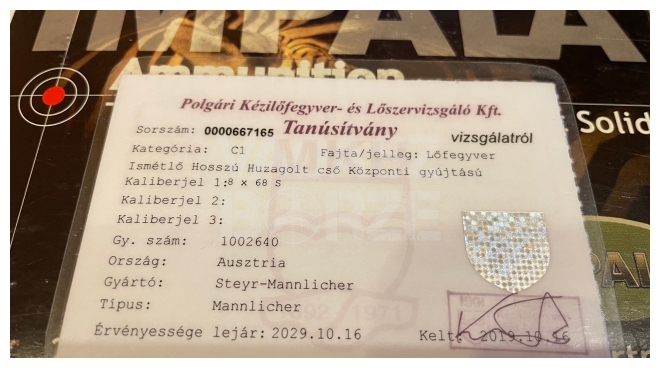 IMPALA
Ammunition
Solid
Polgári Kézilőfegyver- és Lőszervizsgáló Kft.
Sorszám: 0000667165 Tanúsítvány vizsgálatról
Kategória: C1 Fajta/jelleg: Lőfegyver
Ismétlő Hosszú Huzagolt cső Központi gyújtású
Kaliberjel 1:8 x 68 S
Kaliberjel 2:
Kaliberjel 3:
Gy. szám: 1002640
Ország: Ausztria
Gyártó: Steyr-Mannlicher
Típus: Mannlicher
1892 1971
Érvényessége lejár: 2029.10.16 Kelt: 2019.10.16